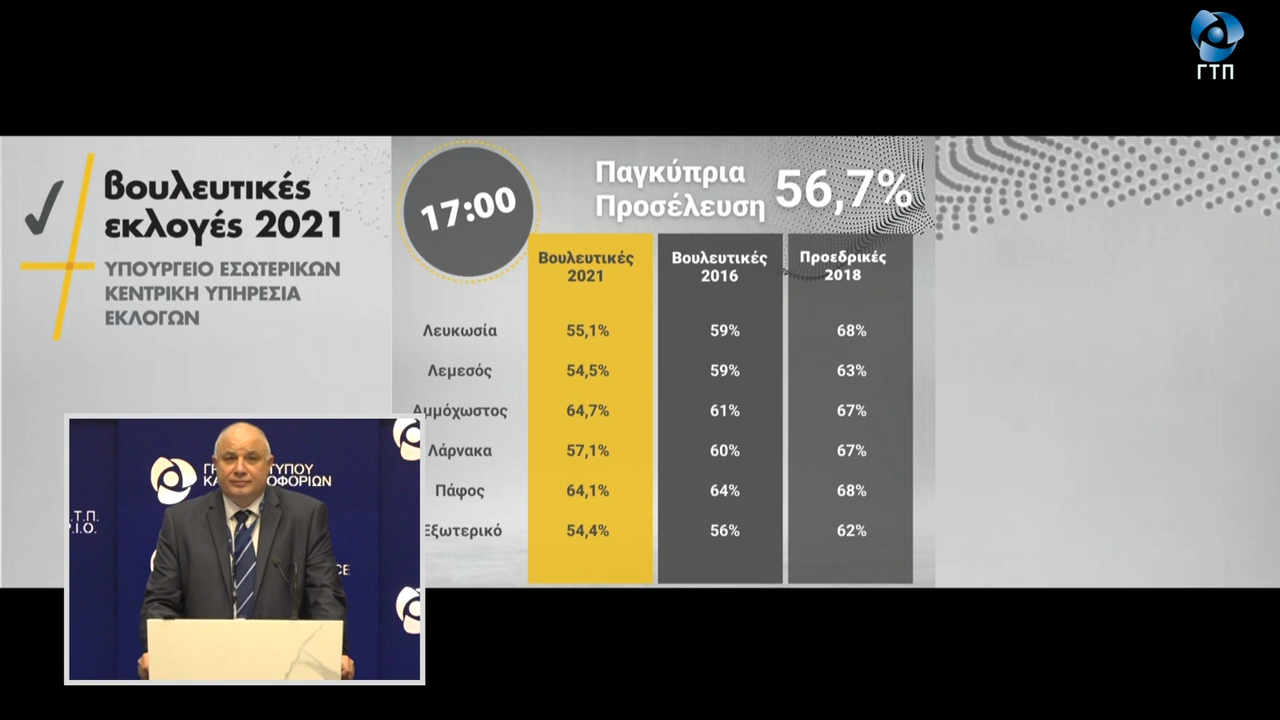 ΓΤΠ
βουλευτικές
εκλογές 2021
ΥΠΟΥΡΓΕΙΟ ΕΣΩΤΕΡΙΚΩΝ
ΚΕΝΤΡΙΚΗ ΥΠΗΡΕΣΙΑ
ΕΚΛΟΓΩΝ
17:00
Παγκύπρια
Προσέλευση
56,7%
Βουλευτικές
2021
Βουλευτικές
2016
Προεδρικές
2018
Λευκωσία 55,1% 59% 68%
Λεμεσός 54,5% 59% 63%
Αμμόχωστος 64,7% 61% 67%
Λάρνακα 57,1% 60% 67%
Πάφος 64,1% 64% 68%
Εξωτερικό 54,4% 56% 62%